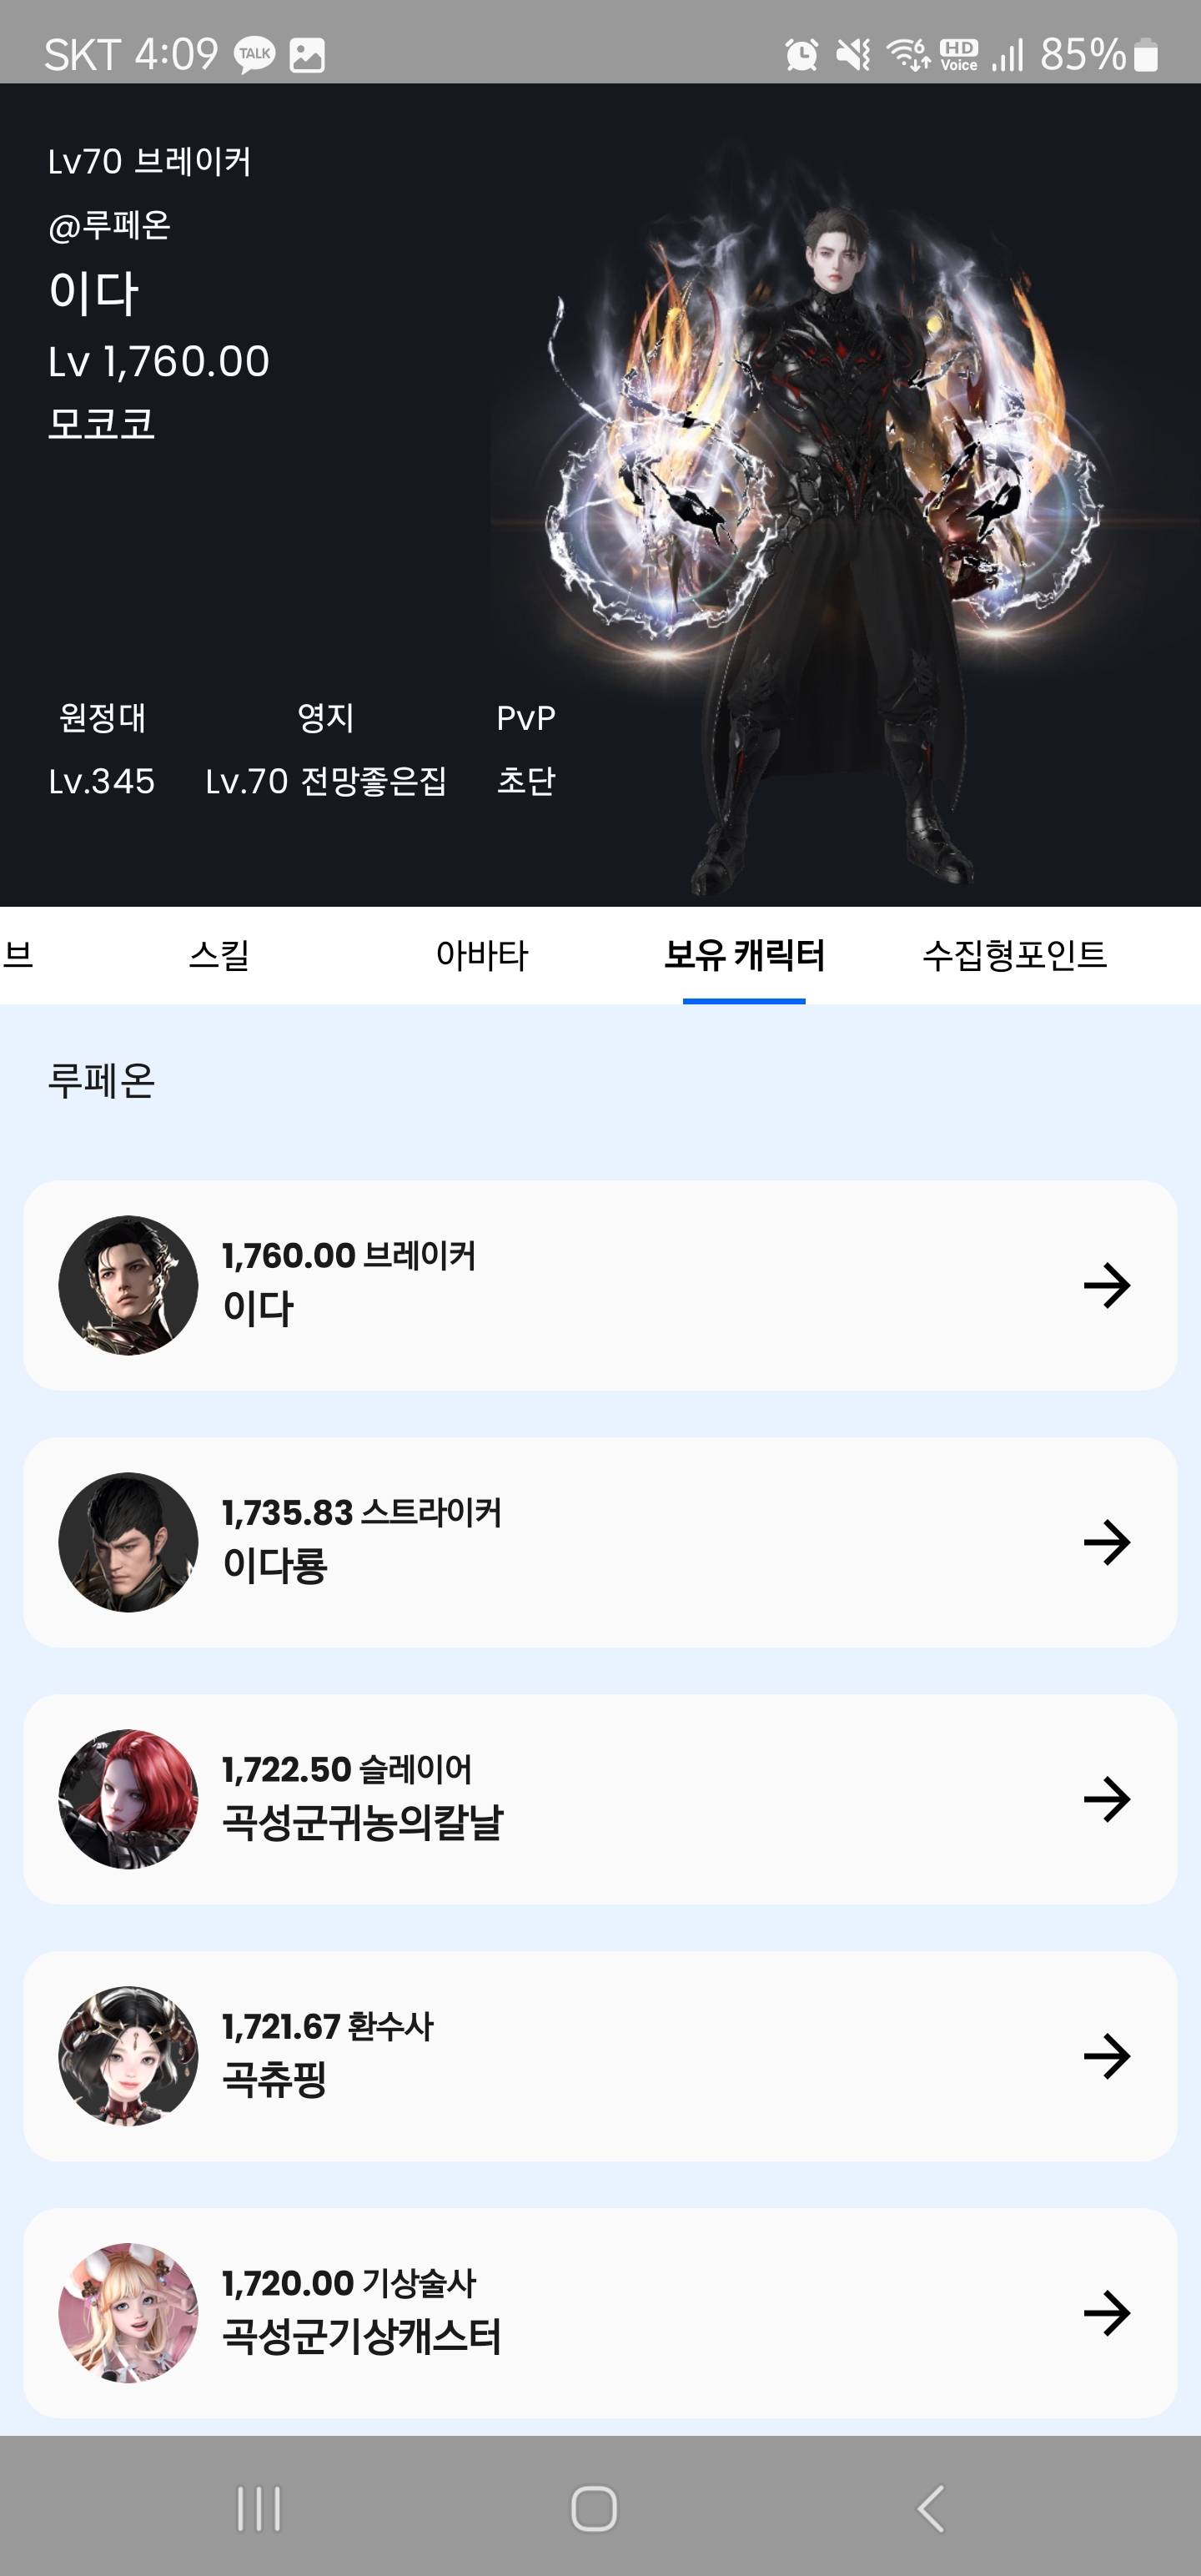 SKT 4:09 TALK 6 HD Voice 85%
Lv70 브레이커
@루페온
이다
Lv 1,760.00
모코코
원정대 영지 PvP
Lv.345 Lv.70 전망좋은집 초단
브 스킬 아바타 보유 캐릭터 수집형포인트
루페온
1,760.00 브레이커
이다
1,735.83 스트라이커
이다룡
1,722.50 슬레이어
곡성군귀농의칼날
1,721.67 환수사
곡츄핑
1,720.00 기상술사
곡성군기상캐스터